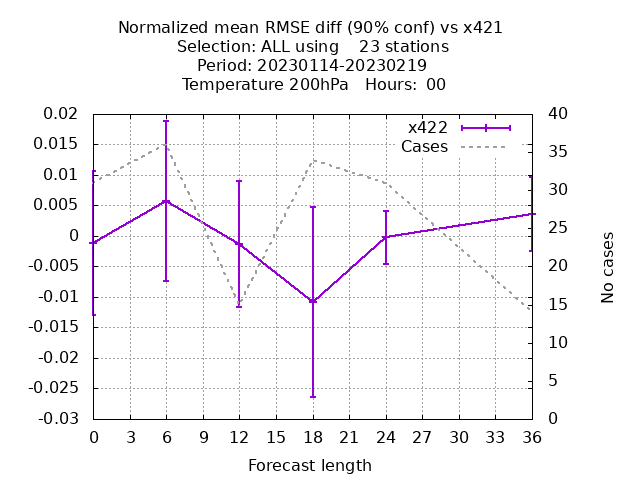 Normalized mean RMSE diff (90% conf) vs x421
Selection: ALL using    23 stations
Period: 20230114-20230219
Temperature 200hPa   Hours:  00
0.02
0.015
0.01
0.005
0
-0.005
-0.01
-0.015
-0.02
-0.025
-0.03
x422
Cases
40
35
30
25
20
15
10
5
0
No cases
0 3 6 9 12 15 18 21 24 27 30 33 36
Forecast length